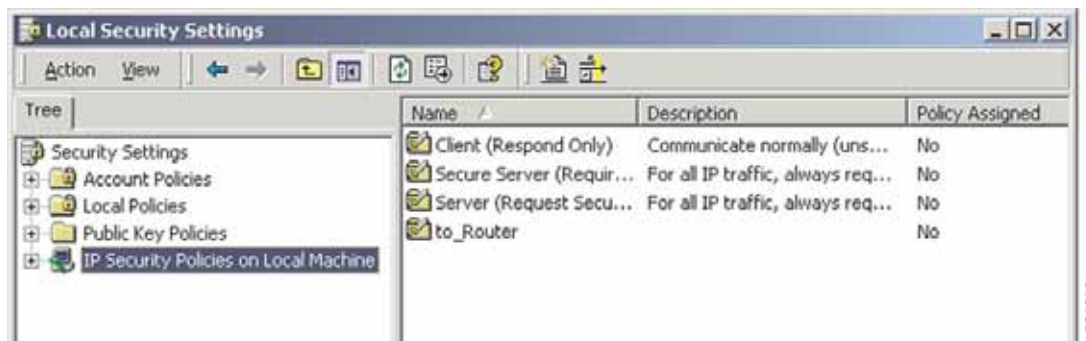 Local Security Settings
Action View
Tree
Name Description Policy Assigned
Security Settings
Account Policies
Local Policies
Public Key Policies
IP Security Policies on Local Machine
Client (Respond Only) Communicate normally (uns... No
Secure Server (Requir... For all IP traffic, always req... No
Server (Request Secu... For all IP traffic, always req... No
to_Router No